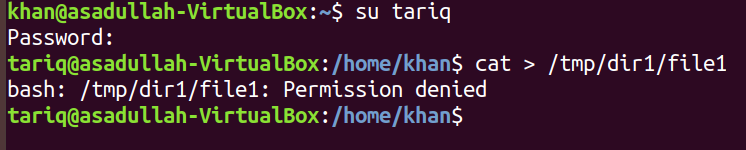 khan@asadullah-VirtualBox:~$ su tariq
Password:
tariq@asadullah-VirtualBox:/home/khan$ cat > /tmp/dir1/file1
bash: /tmp/dir1/file1: Permission denied
tariq@asadullah-VirtualBox:/home/khan$